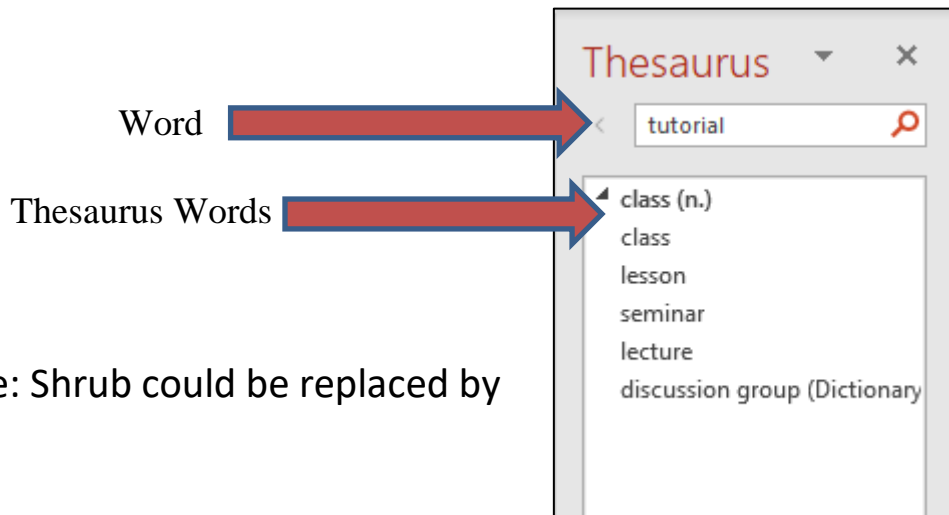 Thesaurus
Word
tutorial
Thesaurus Words
class (n.)
class
lesson
seminar
lecture
discussion group (Dictionary
e: Shrub could be replaced by